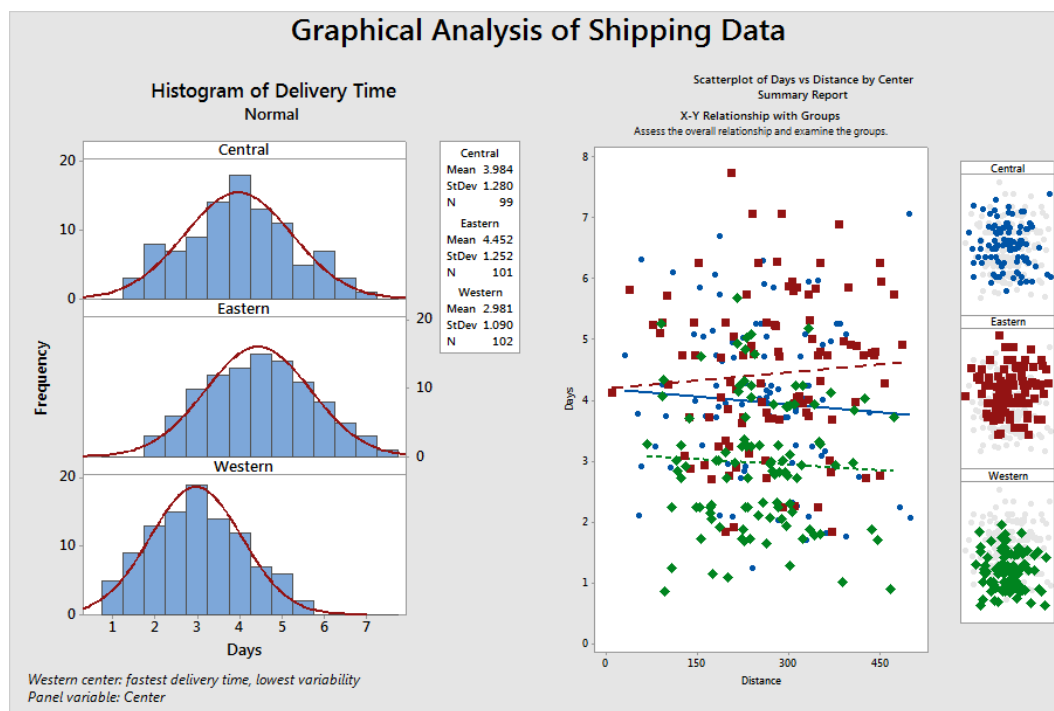 Graphical Analysis of Shipping Data
Histogram of Delivery Time
Normal
Central
20
10
0
Eastern
20
10
0
Western
20
10
0
1 2 3 4 5 6 7
Days
Frequency
Central
Mean 3.984
StDev 1.280
N 99
Eastern
Mean 4.452
StDev 1.252
N 101
Western
Mean 2.981
StDev 1.090
N 102
Western center: fastest delivery time, lowest variability
Panel variable: Center
Scatterplot of Days vs Distance by Center
Summary Report
X-Y Relationship with Groups
Assess the overall relationship and examine the groups.
8
7
6
5
4
3
2
1
0
Days
0 150 300 450
Distance
Central
Eastern
Western